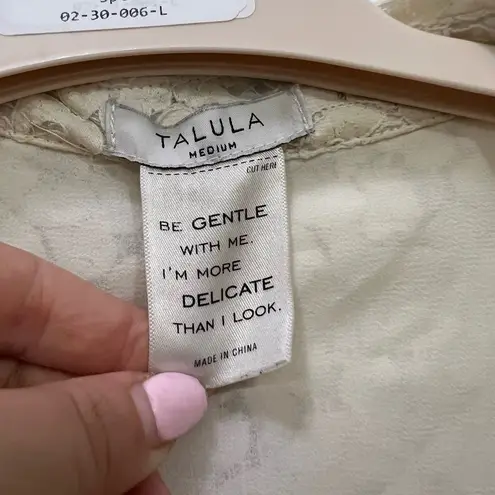 02-30-006-L
TALULA
MEDIUM
CUT HERE
BE GENTLE
WITH ME.
I'M MORE
DELICATE
THAN I LOOK.
MADE IN CHINA